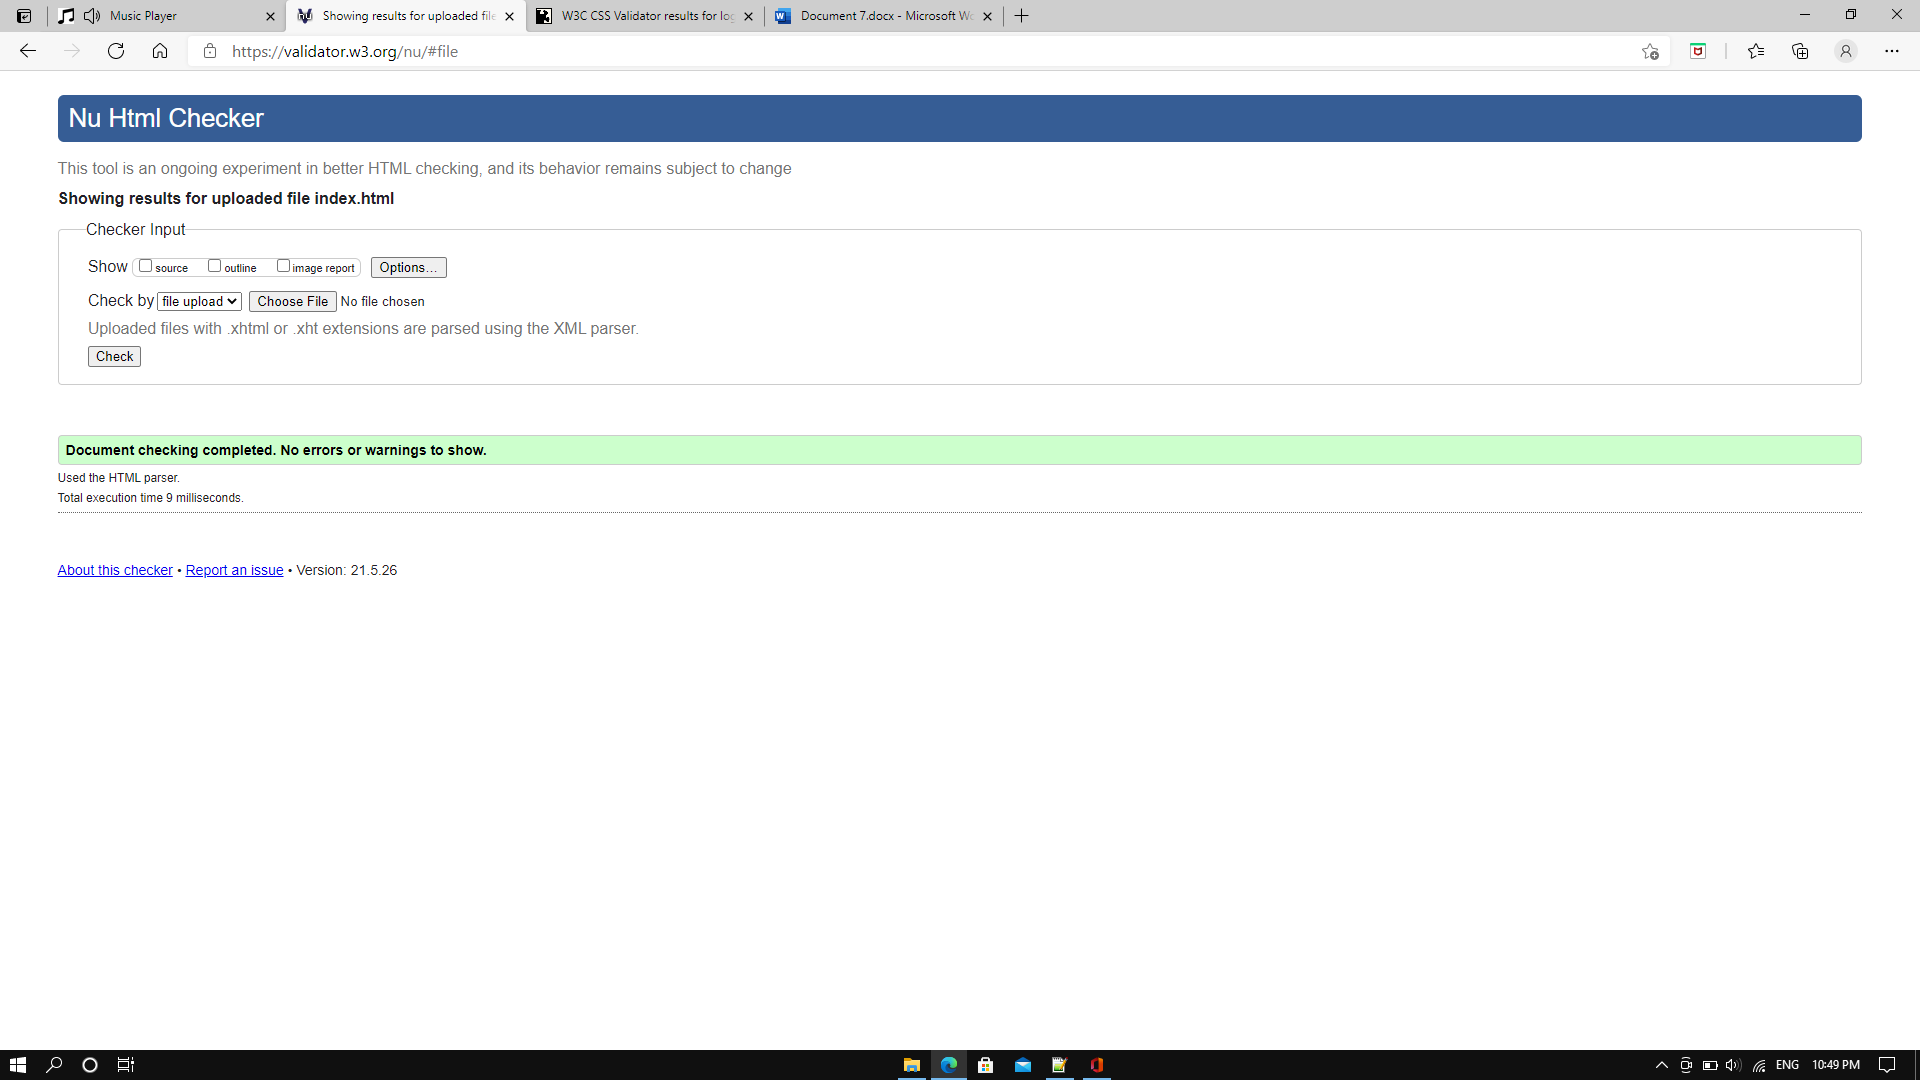 Music Player
Showing results for uploaded file
W3C CSS Validator results for log
Document 7.docx - Microsoft Wo
https://validator.w3.org/nu/#file
Nu Html Checker
This tool is an ongoing experiment in better HTML checking, and its behavior remains subject to change
Showing results for uploaded file index.html
Checker Input
Show source outline image report Options...
Check by file upload Choose File No file chosen
Uploaded files with .xhtml or .xht extensions are parsed using the XML parser.
Check
Document checking completed. No errors or warnings to show.
Used the HTML parser.
Total execution time 9 milliseconds.
About this checker • Report an issue • Version: 21.5.26
ENG 10:49 PM